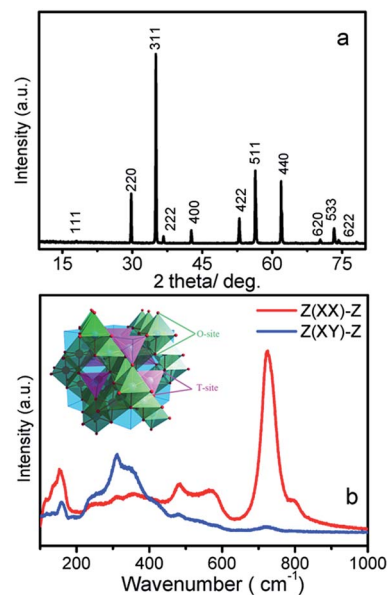 a
Intensity (a.u.)
111
220
311
222
400
422
511
440
620
533
622
15 30 45 60 75
2 theta/ deg.
b
Intensity (a.u.)
Z(XX)-Z
Z(XY)-Z
O-site
T-site
200 400 600 800 1000
Wavenumber ( cm-1)